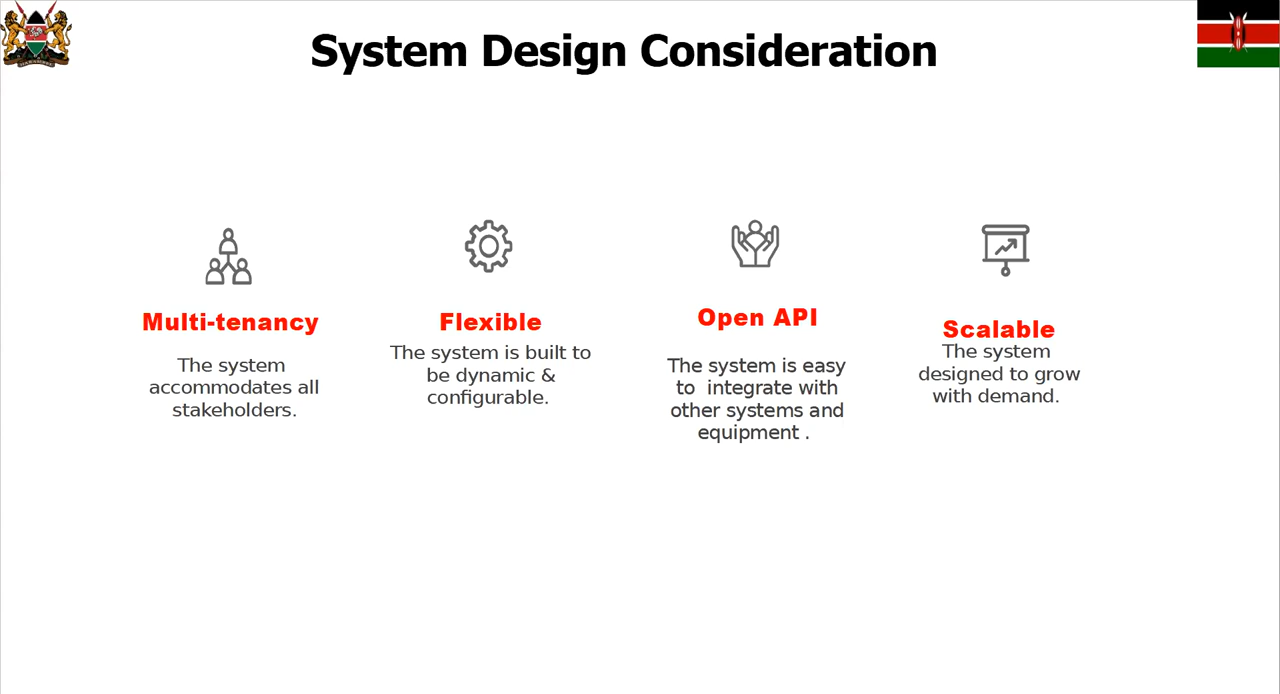 System Design Consideration
Multi-tenancy
The system
accommodates all
stakeholders.
Flexible
The system is built to
be dynamic &
configurable.
Open API
The system is easy
to  integrate with
other systems and
equipment .
Scalable
The system
designed to grow
with demand.